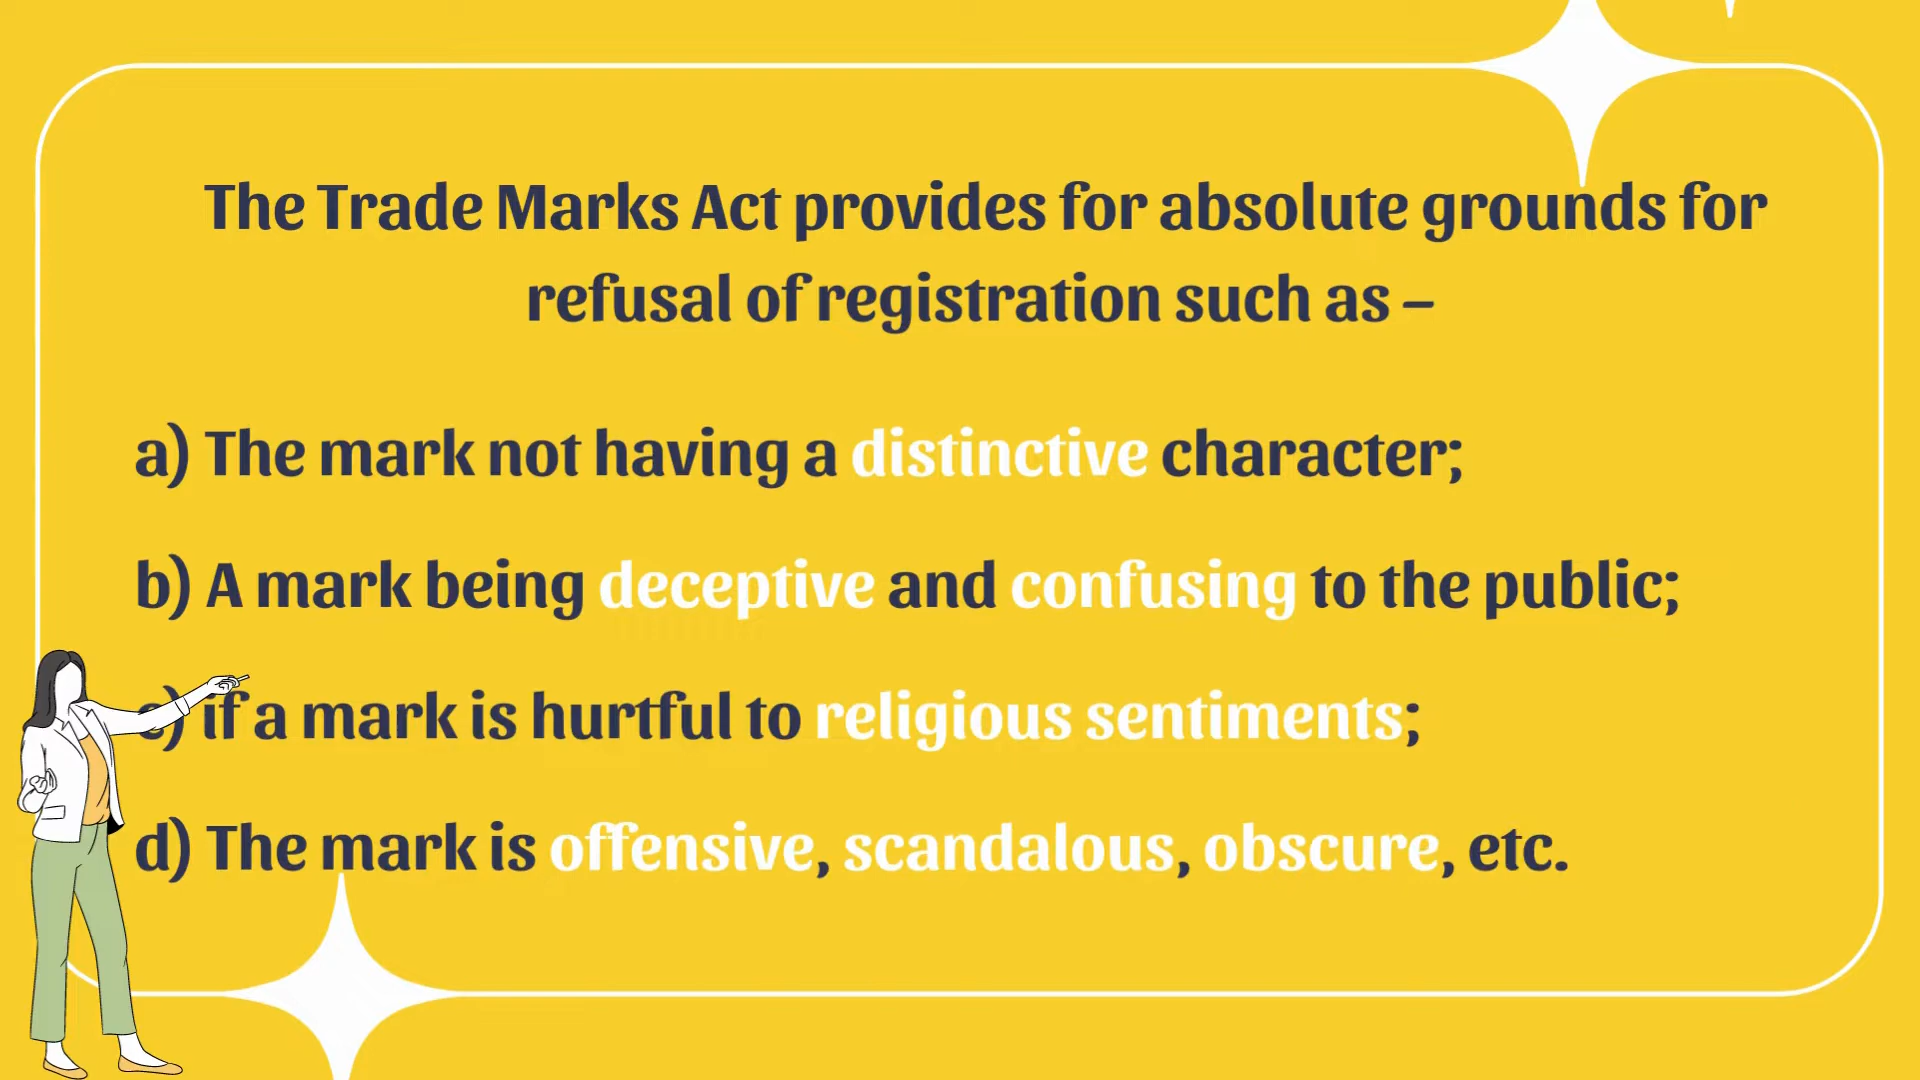 The Trade Marks Act provides for absolute grounds for
refusal of registration such as –
a) The mark not having a distinctive character;
b) A mark being deceptive and confusing to the public;
c) if a mark is hurtful to religious sentiments;
d) The mark is offensive, scandalous, obscure, etc.